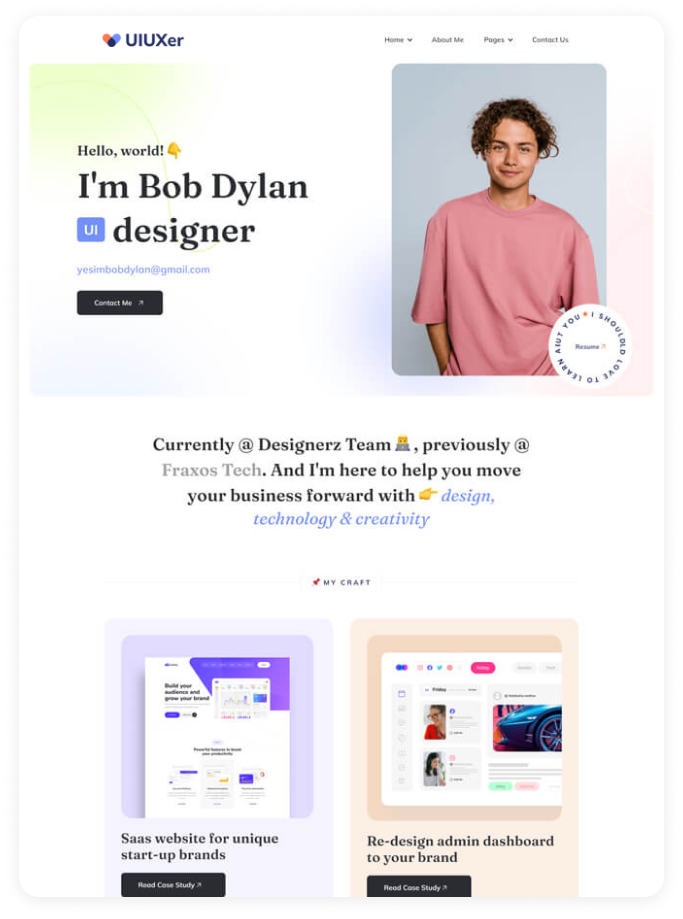 UIUXer
Home
About Me
Pages
Contact Us
Hello, world!👇
I'm Bob Dylan
UI designer
yesimbobdylan@gmail.com
Contact Me ↗
I SHOULDLD LOVE TO LEARN AIUT YOU
Resume ↗
Currently @ Designerz Team 👨‍💻, previously @
Fraxos Tech. And I'm here to help you move
your business forward with 👉 design,
technology & creativity
📌 MY CRAFT
Build your
audience and
grow your brand
Powerful features to boost
your productivity
Friday
Today
Saas website for unique
start-up brands
Read Case Study ↗
Re-design admin dashboard
to your brand
Read Case Study ↗